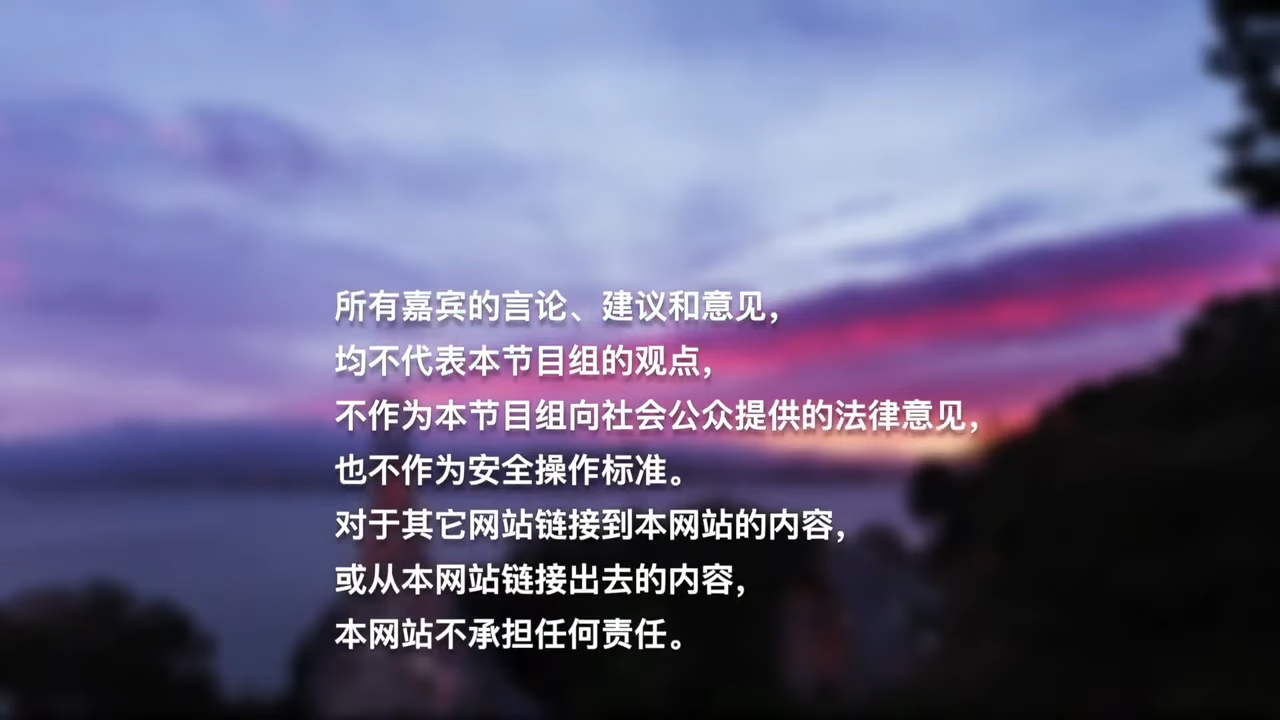 所有嘉宾的言论、建议和意见，
均不代表本节目组的观点，
不作为本节目组向社会公众提供的法律意见，
也不作为安全操作标准。
对于其它网站链接到本网站的内容，
或从本网站链接出去的内容，
本网站不承担任何责任。